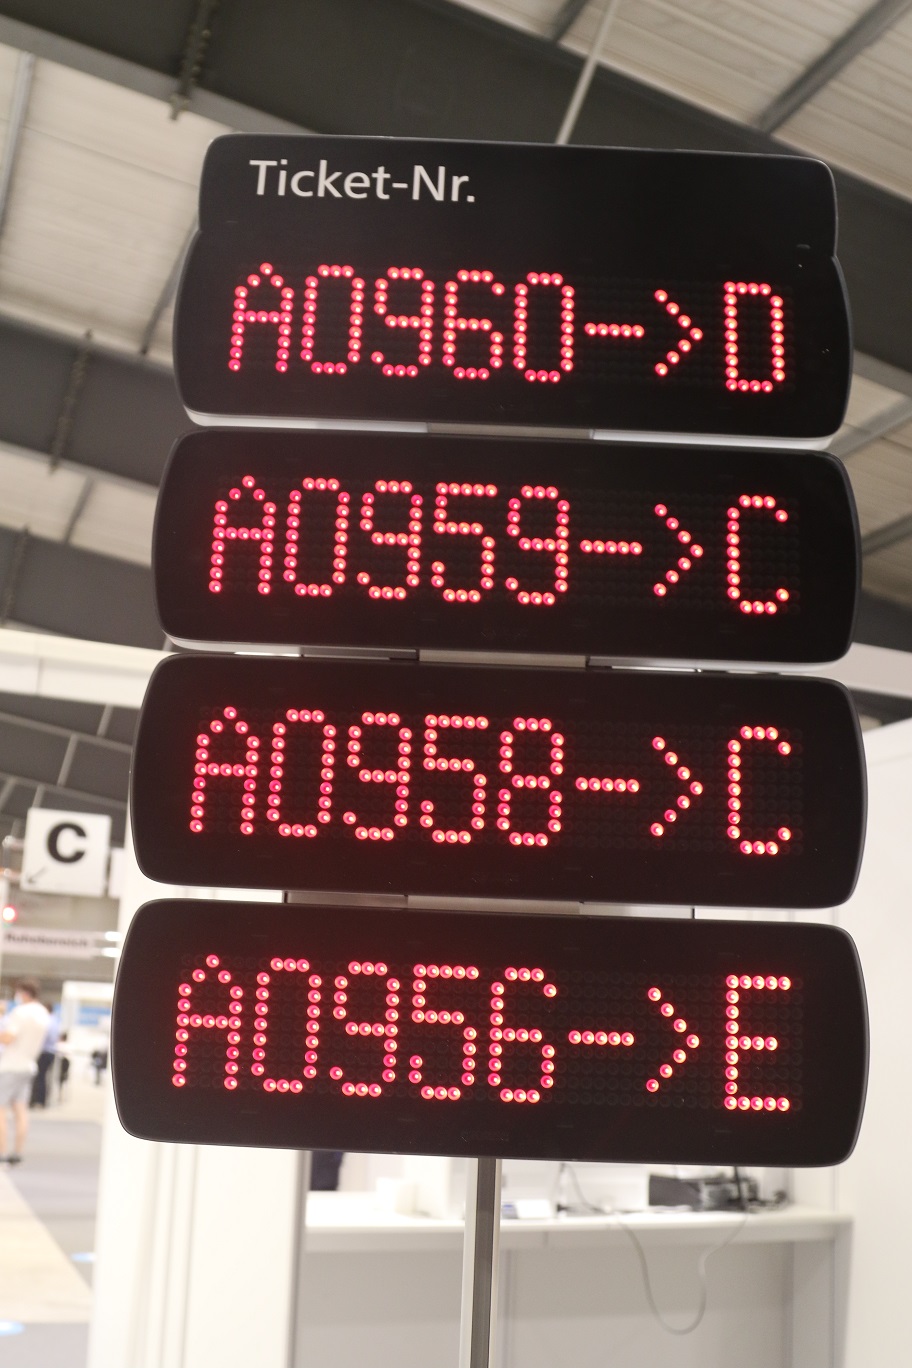 Ticket-Nr.
A0960->D
A0959->C
A0958->C
A0956->E
C